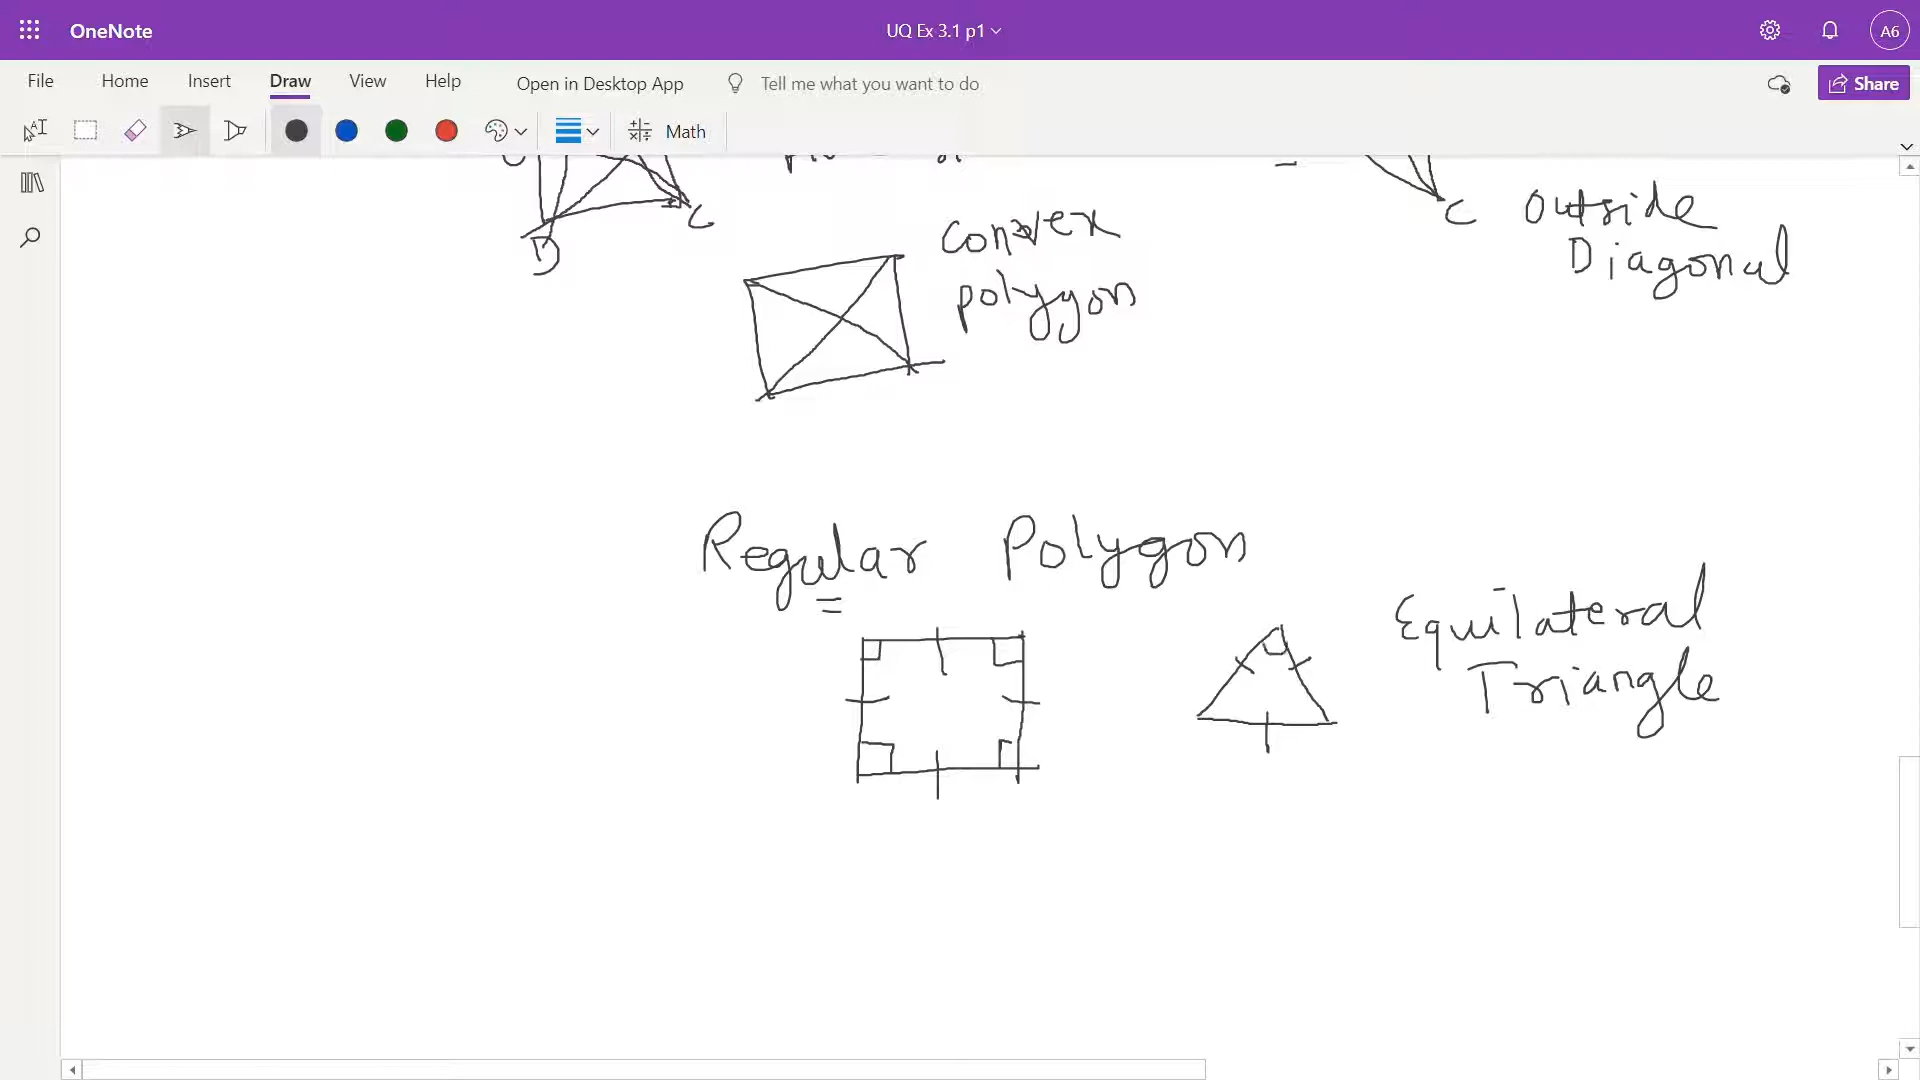 OneNote
UQ Ex 3.1 p1
A6
File Home Insert Draw View Help Open in Desktop App Tell me what you want to do
Share
Math
C
D
C
Outside
Diagonal
Convex
polygon
Regular Polygon
Equilateral
Triangle